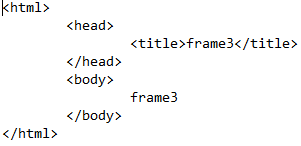 <html>
<head>
<title>frame3</title>
</head>
<body>
frame3
</body>
</html>